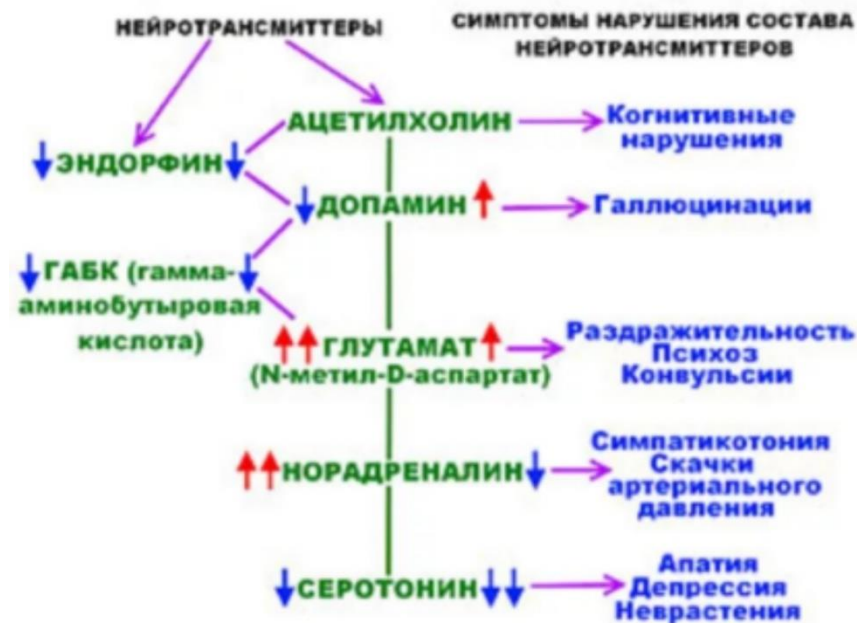 НЕЙРОТРАНСМИТТЕРЫ
СИМПТОМЫ НАРУШЕНИЯ СОСТАВА
НЕЙРОТРАНСМИТТЕРОВ
АЦЕТИЛХОЛИН
Когнитивные
нарушения
ЭНДОРФИН
ДОПАМИН
Галлюцинации
ГАБК (гамма-
аминобутыровая
кислота)
ГЛУТАМАТ
(N-метил-D-аспартат)
Раздражительность
Психоз
Конвульсии
НОРАДРЕНАЛИН
Симпатикотония
Скачки
артериального
давления
СЕРОТОНИН
Апатия
Депрессия
Неврастения